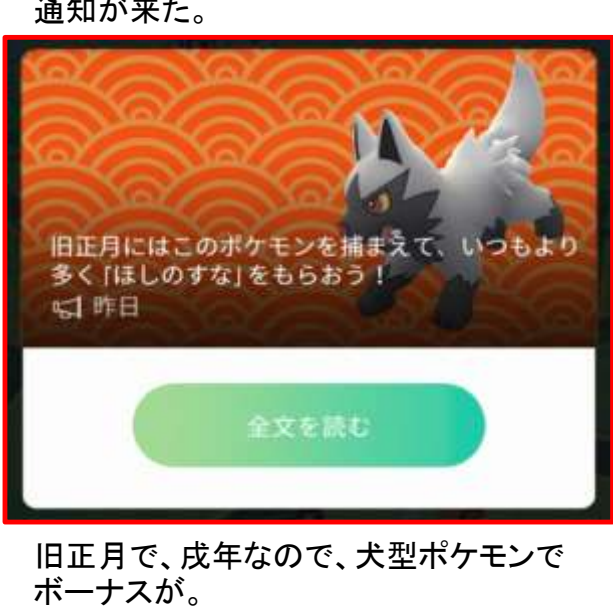 通知が来た。
旧正月にはこのポケモンを捕まえて、いつもより
多く「ほしのすな」をもらおう！
昨日
全文を読む
旧正月で、戌年なので、犬型ポケモンで
ボーナスが。